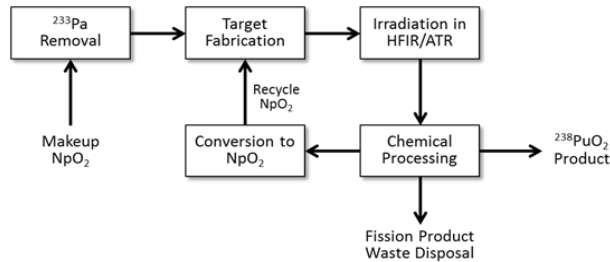 ²³³Pa
Removal
Target
Fabrication
Irradiation in
HFIR/ATR
Recycle
NpO₂
Makeup
NpO₂
Conversion to
NpO₂
Chemical
Processing
²³⁸PuO₂
Product
Fission Product
Waste Disposal